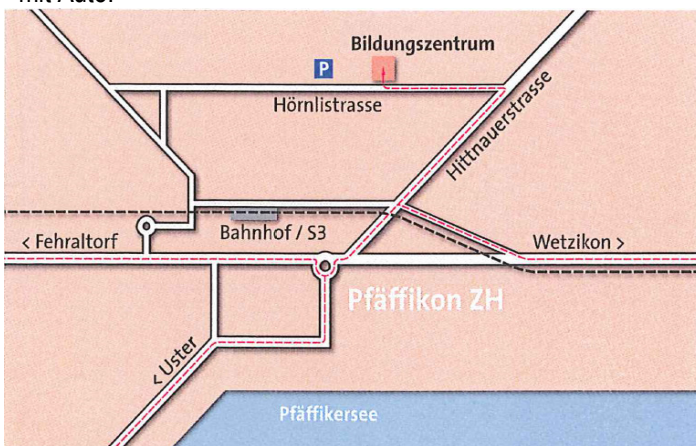 mit Auto:
Bildungszentrum
P
Hörnlistrasse
Hittnauerstrasse
< Fehraltorf
Bahnhof / S3
Wetzikon >
Pfäffikon ZH
< Uster
Pfäffikersee